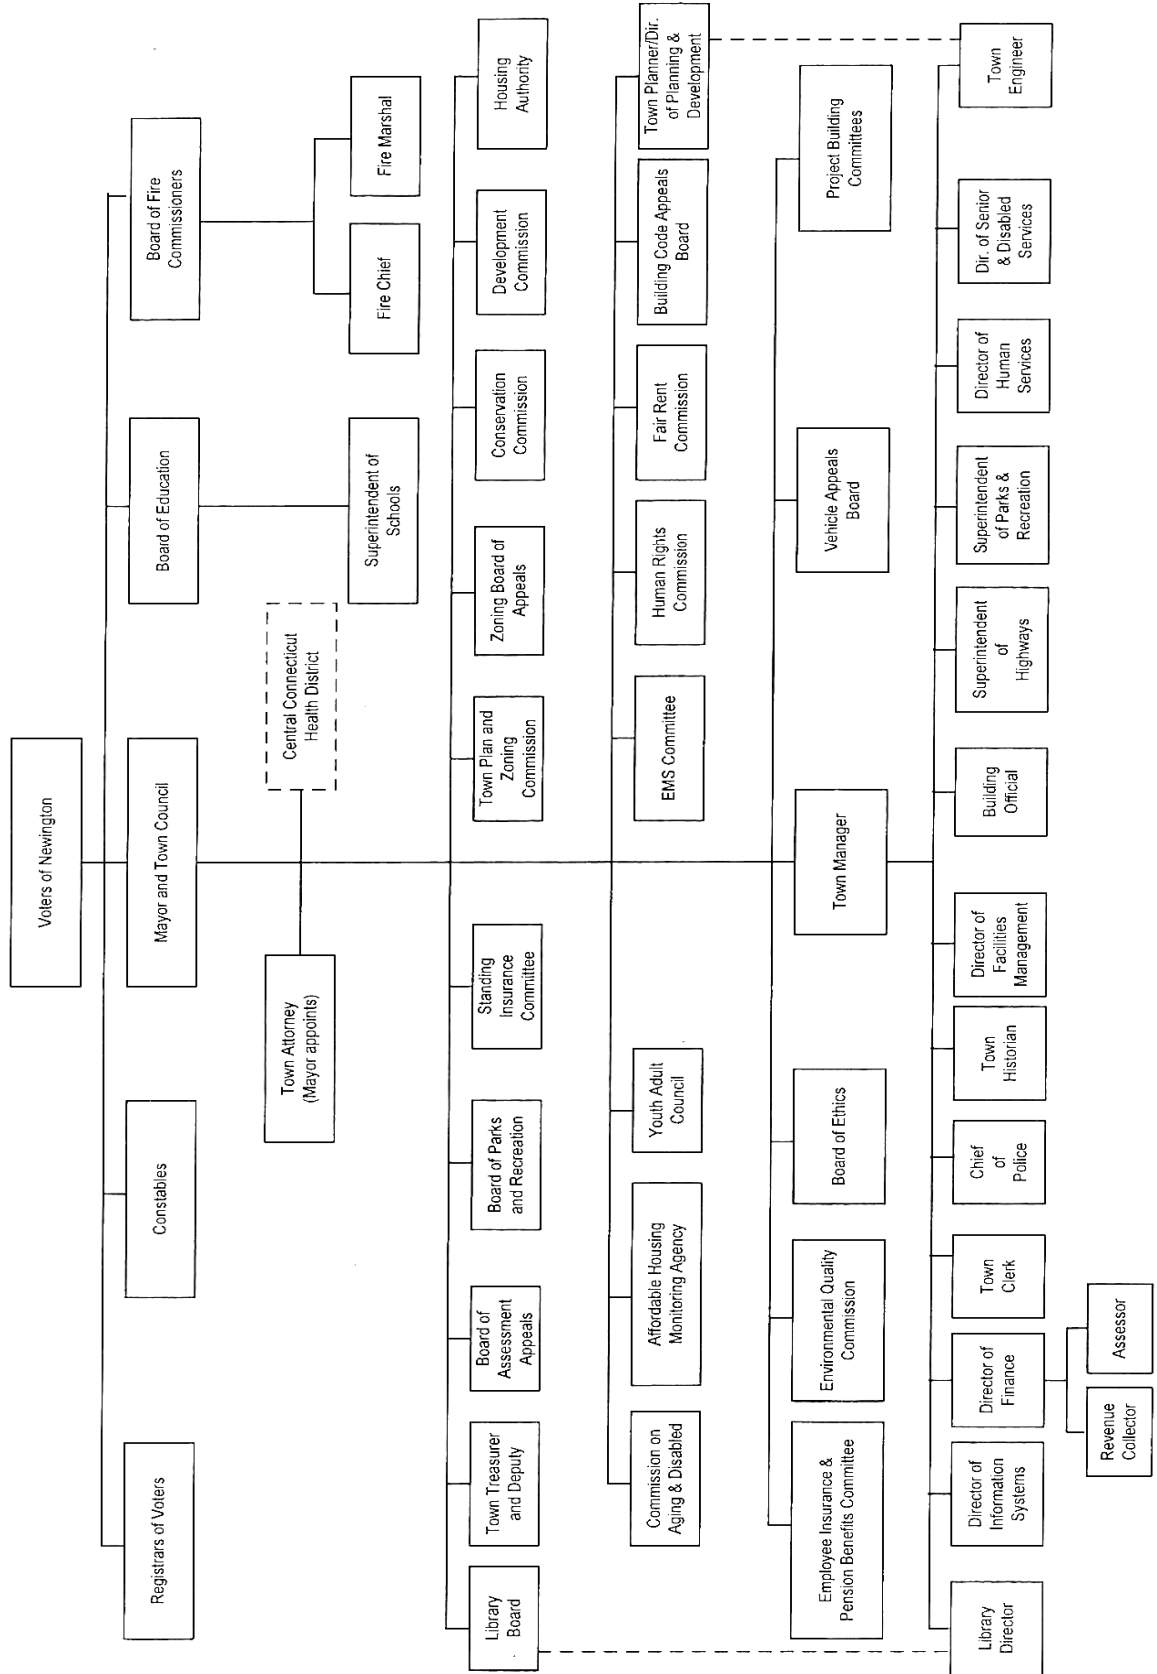 Voters of Newington
Registrars of Voters
Constables
Mayor and Town Council
Board of Education
Board of Fire
Commissioners
Town Attorney
(Mayor appoints)
Central Connecticut
Health District
Superintendent of
Schools
Fire Chief
Fire Marshal
Library
Board
Town Treasurer
and Deputy
Board of
Assessment
Appeals
Board of Parks
and Recreation
Standing
Insurance
Committee
Town Plan and
Zoning
Commission
Zoning Board of
Appeals
Conservation
Commission
Development
Commission
Housing
Authority
Commission on
Aging & Disabled
Affordable Housing
Monitoring Agency
Youth Adult
Council
EMS Committee
Human Rights
Commission
Fair Rent
Commission
Building Code Appeals
Board
Town Planner/Dir.
of Planning &
Development
Employee Insurance &
Pension Benefits Committee
Environmental Quality
Commission
Board of Ethics
Town Manager
Vehicle Appeals
Board
Project Building
Committees
Library
Director
Director of
Information
Systems
Director of
Finance
Town
Clerk
Chief
of
Police
Town
Historian
Director of
Facilities
Management
Building
Official
Superintendent
of
Highways
Superintendent
of Parks &
Recreation
Director of
Human
Services
Dir. of Senior
& Disabled
Services
Town
Engineer
Revenue
Collector
Assessor